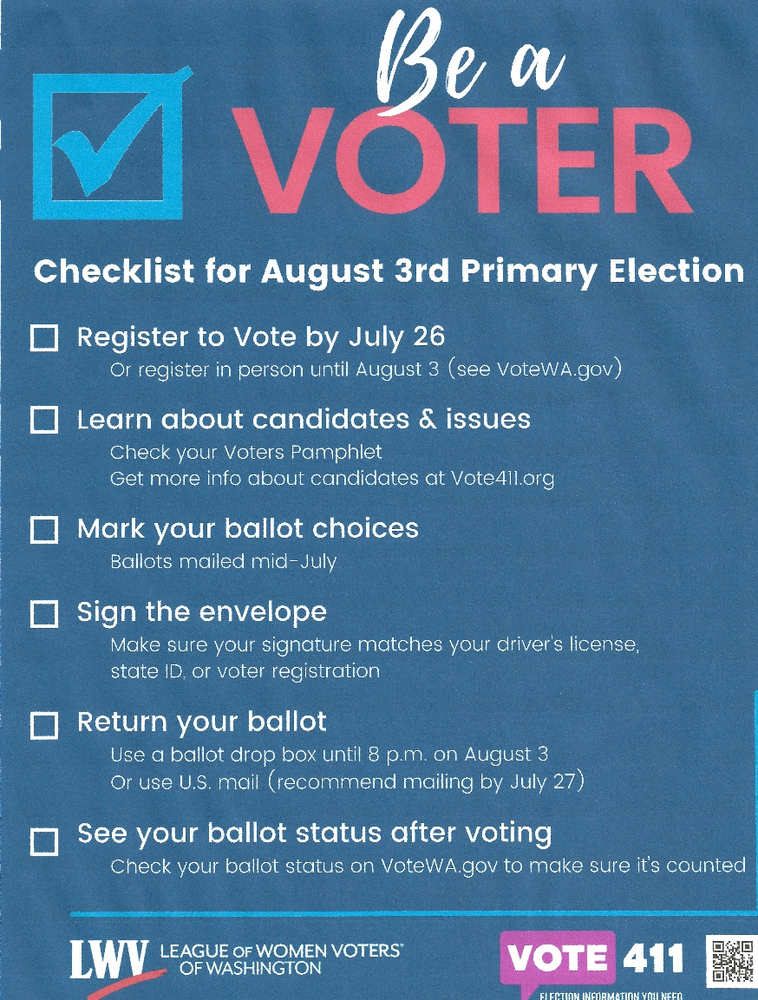 Be a
VOTER
Checklist for August 3rd Primary Election
Register to Vote by July 26
Or register in person until August 3 (see VoteWA.gov)
Learn about candidates & issues
Check your Voters Pamphlet
Get more info about candidates at Vote411.org
Mark your ballot choices
Ballots mailed mid-July
Sign the envelope
Make sure your signature matches your driver's license,
state ID, or voter registration
Return your ballot
Use a ballot drop box until 8 p.m. on August 3
Or use U.S. mail (recommend mailing by July 27)
See your ballot status after voting
Check your ballot status on VoteWA.gov to make sure it's counted
LWV LEAGUE OF WOMEN VOTERS®
OF WASHINGTON
VOTE 411
ELECTION INFORMATION YOU NEED